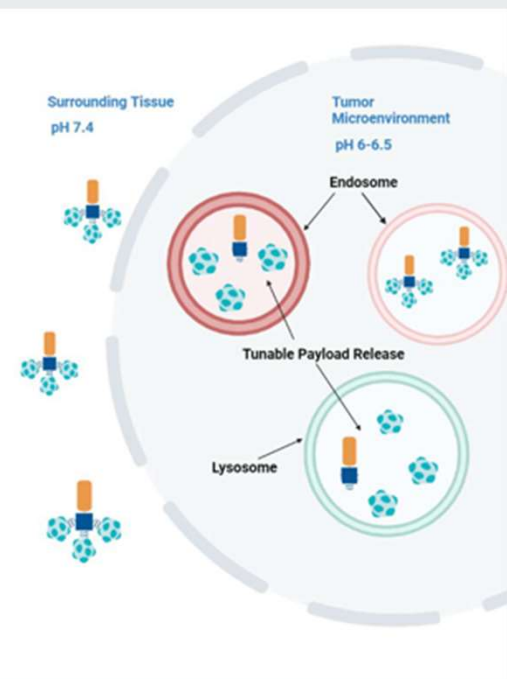 Surrounding Tissue
pH 7.4
Tumor
Microenvironment
pH 6-6.5
Endosome
Tunable Payload Release
Lysosome